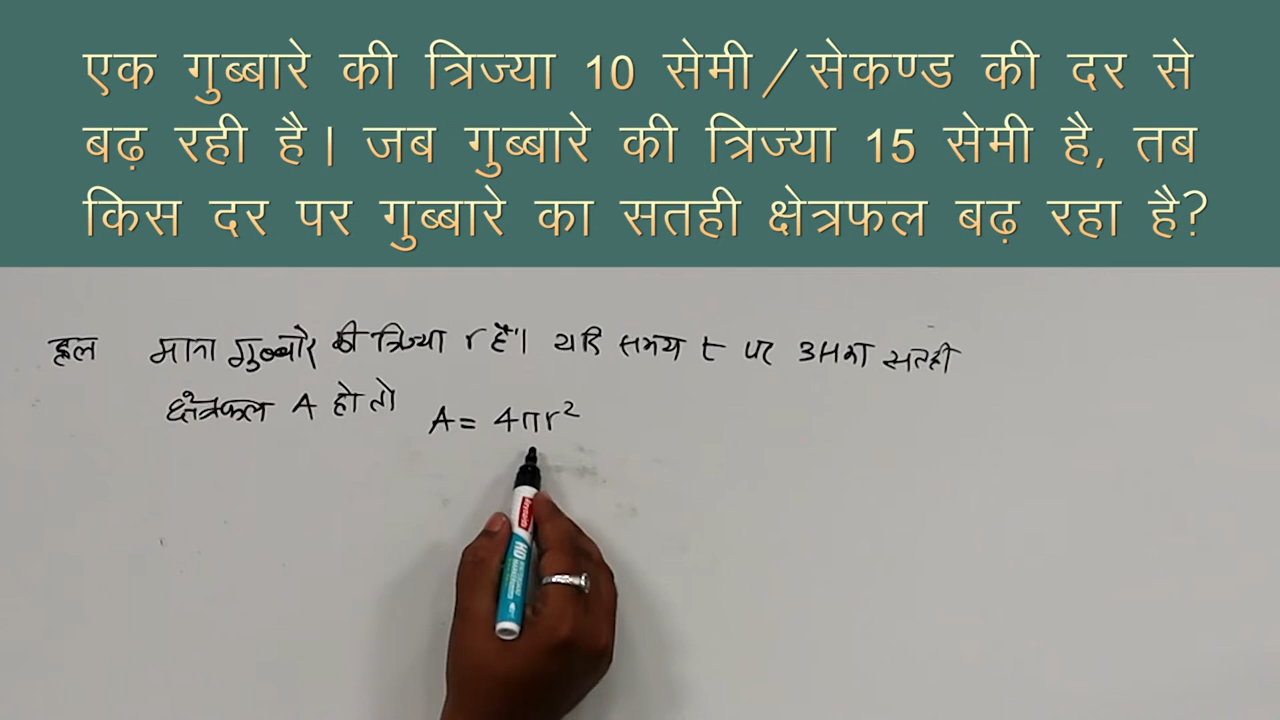 एक गुब्बारे की त्रिज्या 10 सेमी/सेकण्ड की दर से
बढ़ रही है। जब गुब्बारे की त्रिज्या 15 सेमी है, तब
किस दर पर गुब्बारे का सतही क्षेत्रफल बढ़ रहा है?
हल माना गुब्बारे की त्रिज्या r है। यदि समय t पर उसका सतही
क्षेत्रफल A हो तो A = 4πr²
HD